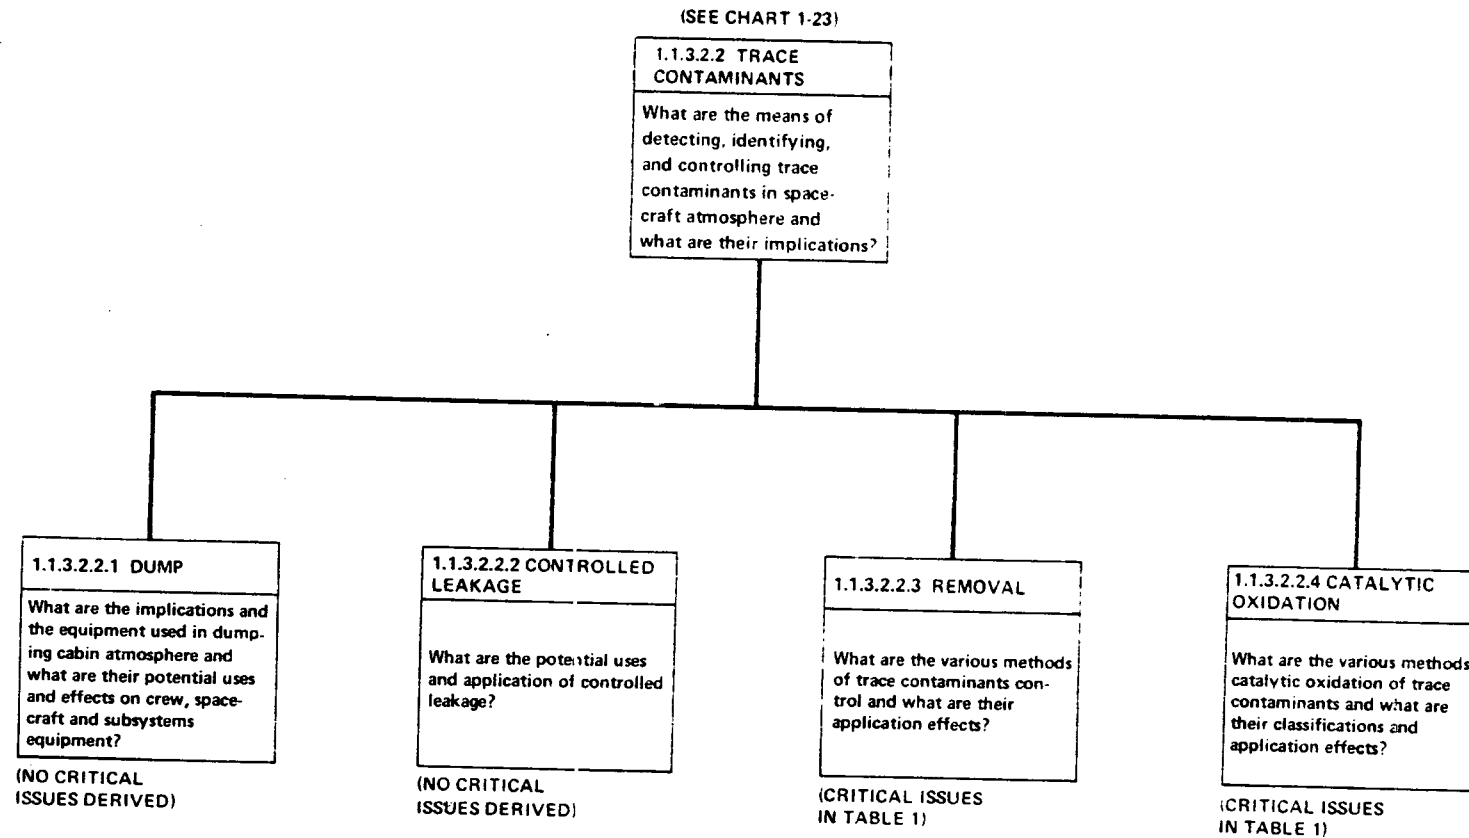 (SEE CHART 1-23)
1.1.3.2.2 TRACE
CONTAMINANTS
What are the means of
detecting, identifying,
and controlling trace
contaminants in space-
craft atmosphere and
what are their implications?
1.1.3.2.2.1 DUMP
What are the implications and
the equipment used in dump-
ing cabin atmosphere and
what are their potential uses
and effects on crew, space-
craft and subsystems
equipment?
(NO CRITICAL
ISSUES DERIVED)
1.1.3.2.2.2 CONTROLLED
LEAKAGE
What are the potential uses
and application of controlled
leakage?
(NO CRITICAL
ISSUES DERIVED)
1.1.3.2.2.3 REMOVAL
What are the various methods
of trace contaminants con-
trol and what are their
application effects?
(CRITICAL ISSUES
IN TABLE 1)
1.1.3.2.2.4 CATALYTIC
OXIDATION
What are the various methods
catalytic oxidation of trace
contaminants and what are
their classifications and
application effects?
(CRITICAL ISSUES
IN TABLE 1)